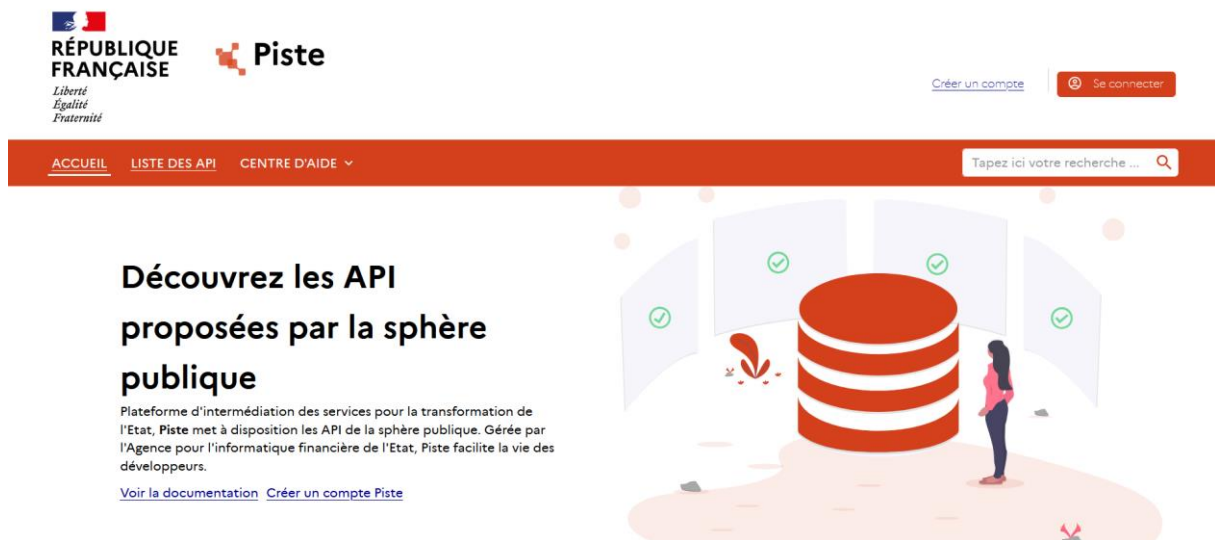 RÉPUBLIQUE
FRANÇAISE
Liberté
Égalité
Fraternité
Piste
Créer un compte
Se connecter
ACCUEIL
LISTE DES API
CENTRE D'AIDE
Tapez ici votre recherche ...
Découvrez les API
proposées par la sphère
publique
Plateforme d'intermédiation des services pour la transformation de
l'Etat, Piste met à disposition les API de la sphère publique. Gérée par
l'Agence pour l'informatique financière de l'Etat, Piste facilite la vie des
développeurs.
Voir la documentation Créer un compte Piste